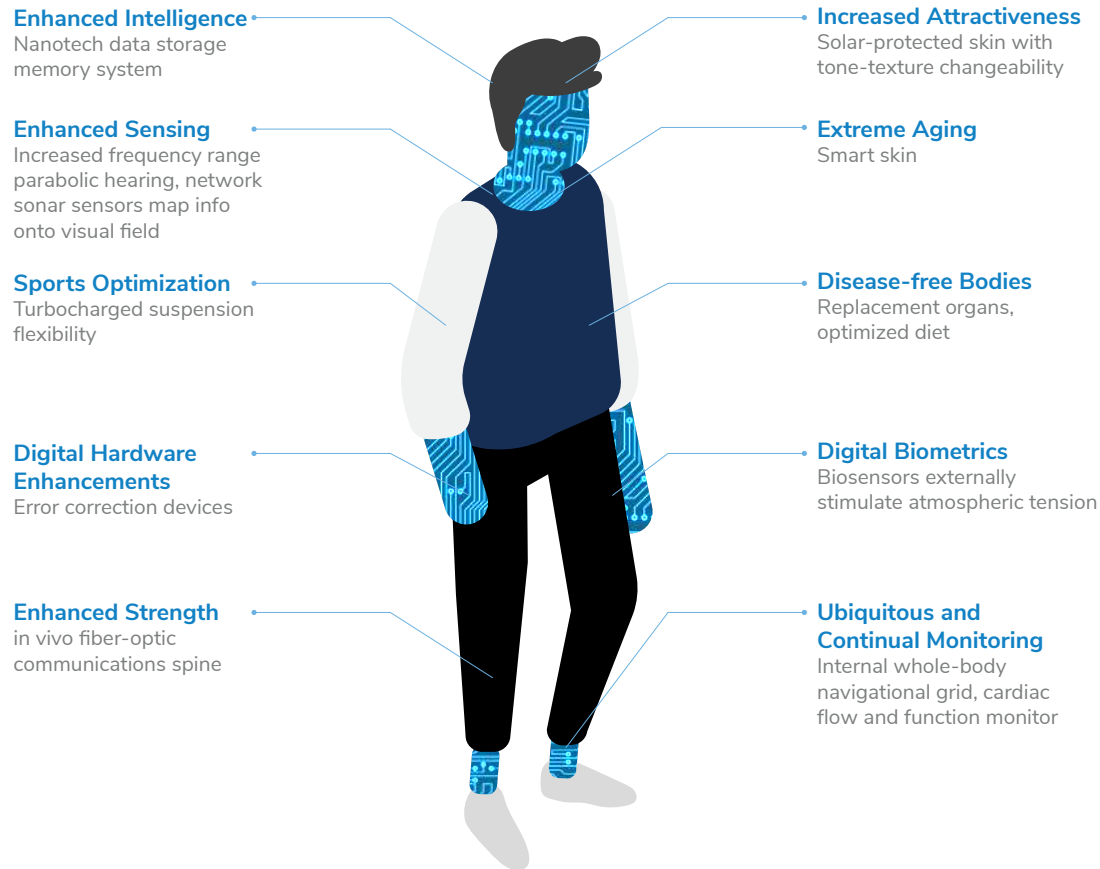 Enhanced Intelligence
Nanotech data storage
memory system
Enhanced Sensing
Increased frequency range
parabolic hearing, network
sonar sensors map info
onto visual field
Sports Optimization
Turbocharged suspension
flexibility
Digital Hardware
Enhancements
Error correction devices
Enhanced Strength
in vivo fiber-optic
communications spine
Increased Attractiveness
Solar-protected skin with
tone-texture changeability
Extreme Aging
Smart skin
Disease-free Bodies
Replacement organs,
optimized diet
Digital Biometrics
Biosensors externally
stimulate atmospheric tension
Ubiquitous and
Continual Monitoring
Internal whole-body
navigational grid, cardiac
flow and function monitor